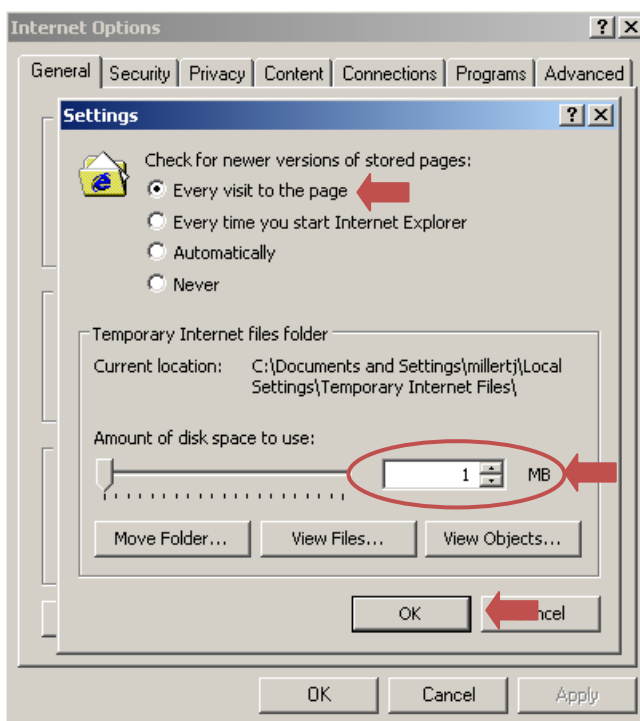 Internet Options
General Security Privacy Content Connections Programs Advanced
Settings
Check for newer versions of stored pages:
Every visit to the page
Every time you start Internet Explorer
Automatically
Never
Temporary Internet files folder
Current location: C:\Documents and Settings\millertj\Local
Settings\Temporary Internet Files\
Amount of disk space to use:
1 MB
Move Folder... View Files... View Objects...
OK ncel
OK Cancel Apply